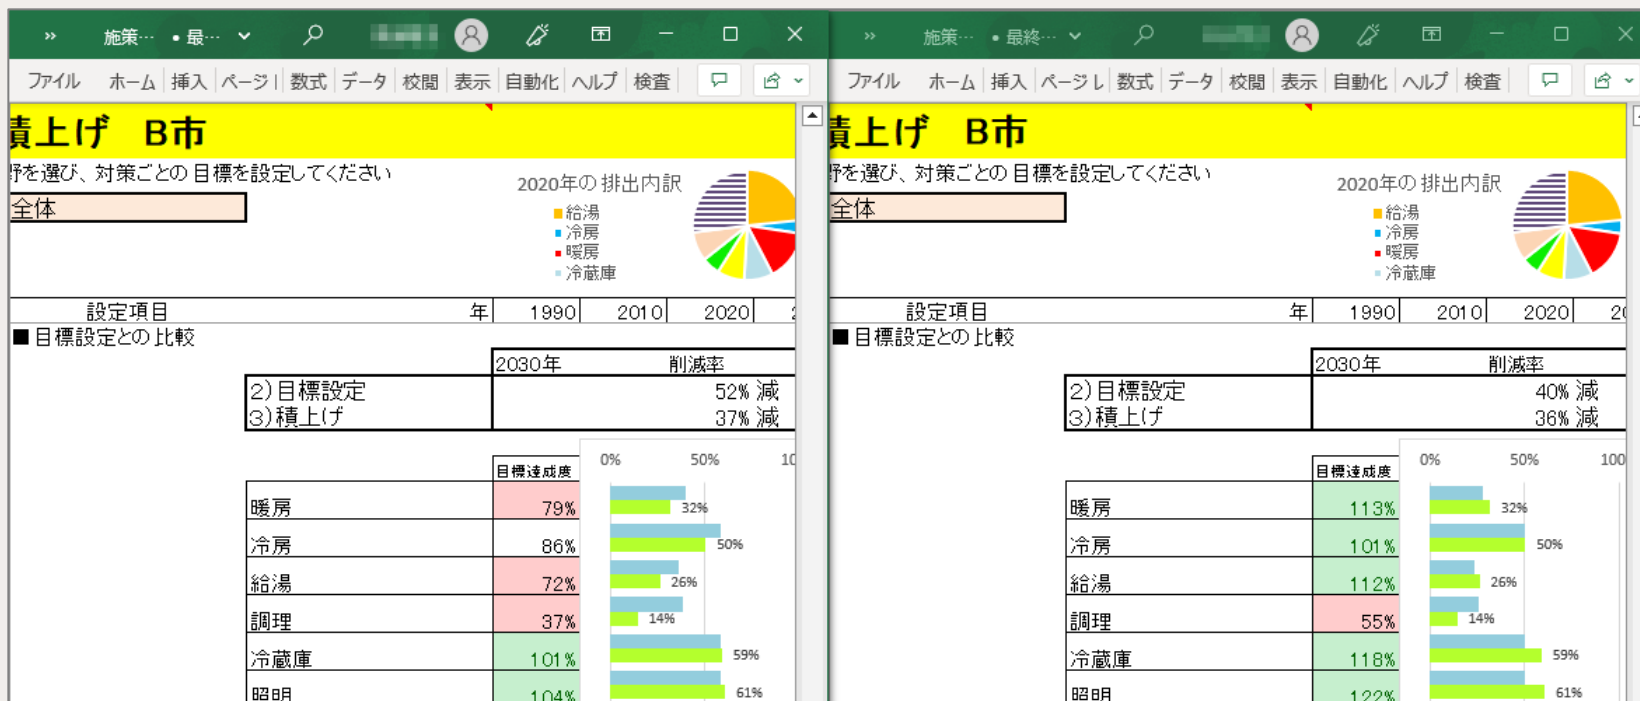 » 施策… • 最…
ファイル ホーム 挿入 ページ 数式 データ 校閲 表示 自動化 ヘルプ 検査
責上げ B市
野を選び、対策ごとの目標を設定してください
全体
2020年の排出内訳
給湯
冷房
暖房
冷蔵庫
設定項目 年 1990 2010 2020
■目標設定との比較
2030年 削減率
2)目標設定 52% 減
3)積上げ 37% 減
0% 50% 10
目標達成度
暖房 79% 32%
冷房 86% 50%
給湯 72% 26%
調理 37% 14%
冷蔵庫 101% 59%
照明 104% 61%
» 施策… • 最終…
ファイル ホーム 挿入 ページ レ 数式 データ 校閲 表示 自動化 ヘルプ 検査
責上げ B市
野を選び、対策ごとの目標を設定してください
全体
2020年の排出内訳
給湯
冷房
暖房
冷蔵庫
設定項目 年 1990 2010 2020 20
■目標設定との比較
2030年 削減率
2)目標設定 40% 減
3)積上げ 36% 減
0% 50% 100
目標達成度
暖房 113% 32%
冷房 101% 50%
給湯 112% 26%
調理 55% 14%
冷蔵庫 118% 59%
照明 122% 61%